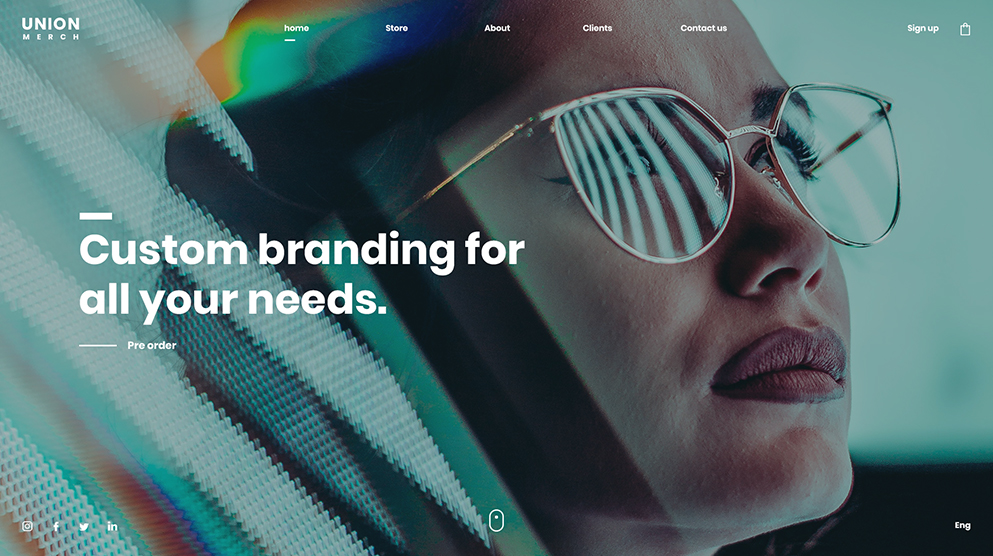 UNION
MERCH
home
Store
About
Clients
Contact us
Sign up
Custom branding for
all your needs.
Pre order
Eng